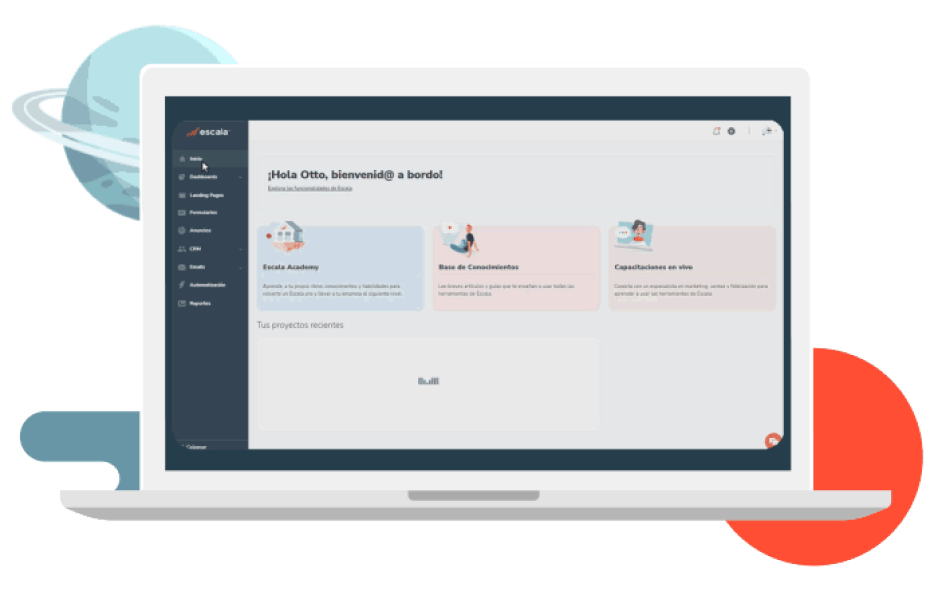 escala
Inicio
Dashboards
Landing Pages
Formularios
Anuncios
CRM
Emails
Automatización
Reportes
Colapsar
¡Hola Otto, bienvenid@ a bordo!
Explora las funcionalidades de Escala
Escala Academy
Aprende, a tu propio ritmo, conocimientos y habilidades para
volverte un Escala pro y llevar a tu empresa al siguiente nivel.
Base de Conocimientos
Lee breves artículos y guías que te enseñan a usar todas las
herramientas de Escala.
Capacitaciones en vivo
Conecta con un especialista en marketing, ventas y fidelización para
aprender a usar las herramientas de Escala.
Tus proyectos recientes